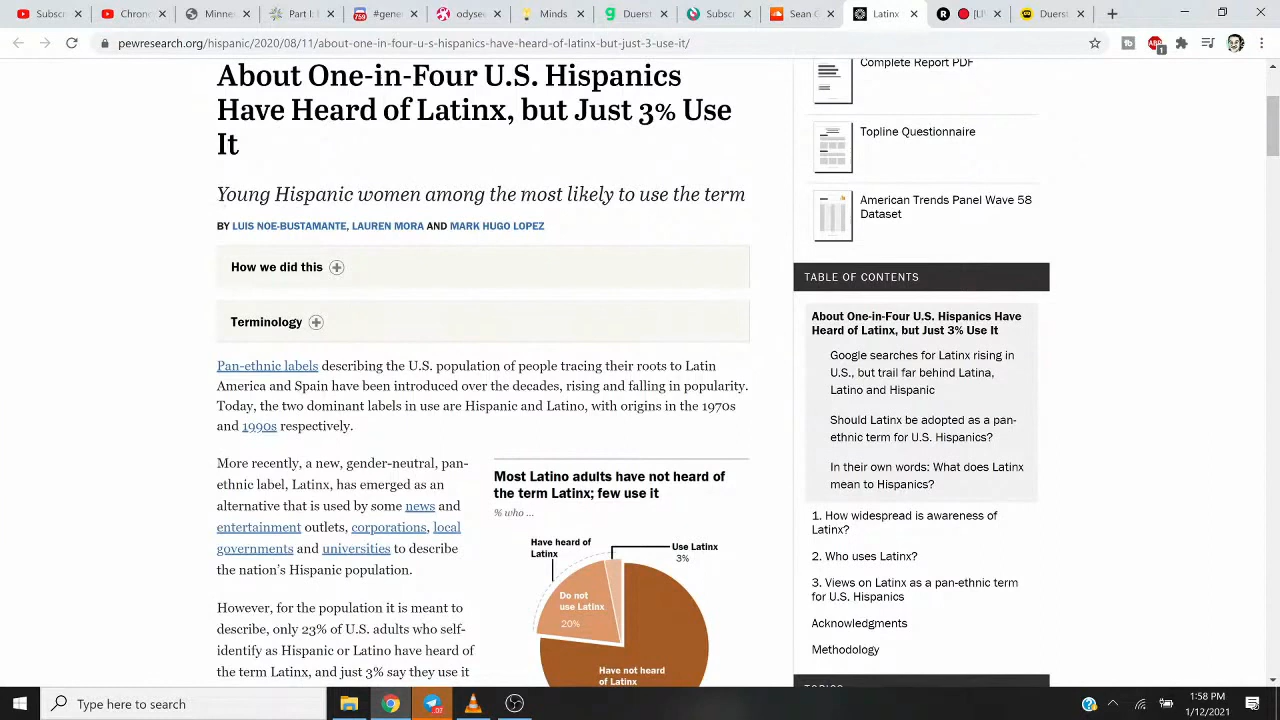 Stars
#genc
odyse
Minds
Duers
Subscr
Sean G
Latinx
Duerst
pewresearch.org/hispanic/2020/08/11/about-one-in-four-us-hispanics-have-heard-of-latinx-but-just-3-use-it/
About One-in-Four U.S. Hispanics
Have Heard of Latinx, but Just 3% Use
It
Young Hispanic women among the most likely to use the term
BY LUIS NOE-BUSTAMANTE, LAUREN MORA AND MARK HUGO LOPEZ
How we did this
Terminology
Pan-ethnic labels describing the U.S. population of people tracing their roots to Latin
America and Spain have been introduced over the decades, rising and falling in popularity.
Today, the two dominant labels in use are Hispanic and Latino, with origins in the 1970s
and 1990s respectively.
More recently, a new, gender-neutral, pan-
ethnic label, Latinx, has emerged as an
alternative that is used by some news and
entertainment outlets, corporations, local
governments and universities to describe
the nation's Hispanic population.
However, for the population it is meant to
describe, only 23% of U.S. adults who self-
identify as Hispanic or Latino have heard of
the term Latinx, and just 3% say they use it
Most Latino adults have not heard of
the term Latinx; few use it
% who ...
Have heard of
Latinx
Use Latinx
3%
Do not
use Latinx
20%
Have not heard
of Latinx
Complete Report PDF
Topline Questionnaire
American Trends Panel Wave 58
Dataset
TABLE OF CONTENTS
About One-in-Four U.S. Hispanics Have
Heard of Latinx, but Just 3% Use It
Google searches for Latinx rising in
U.S., but trail far behind Latina,
Latino and Hispanic
Should Latinx be adopted as a pan-
ethnic term for U.S. Hispanics?
In their own words: What does Latinx
mean to Hispanics?
1. How widespread is awareness of
Latinx?
2. Who uses Latinx?
3. Views on Latinx as a pan-ethnic term
for U.S. Hispanics
Acknowledgments
Methodology
TOPICS
Type here to search
1:58 PM
1/12/2021